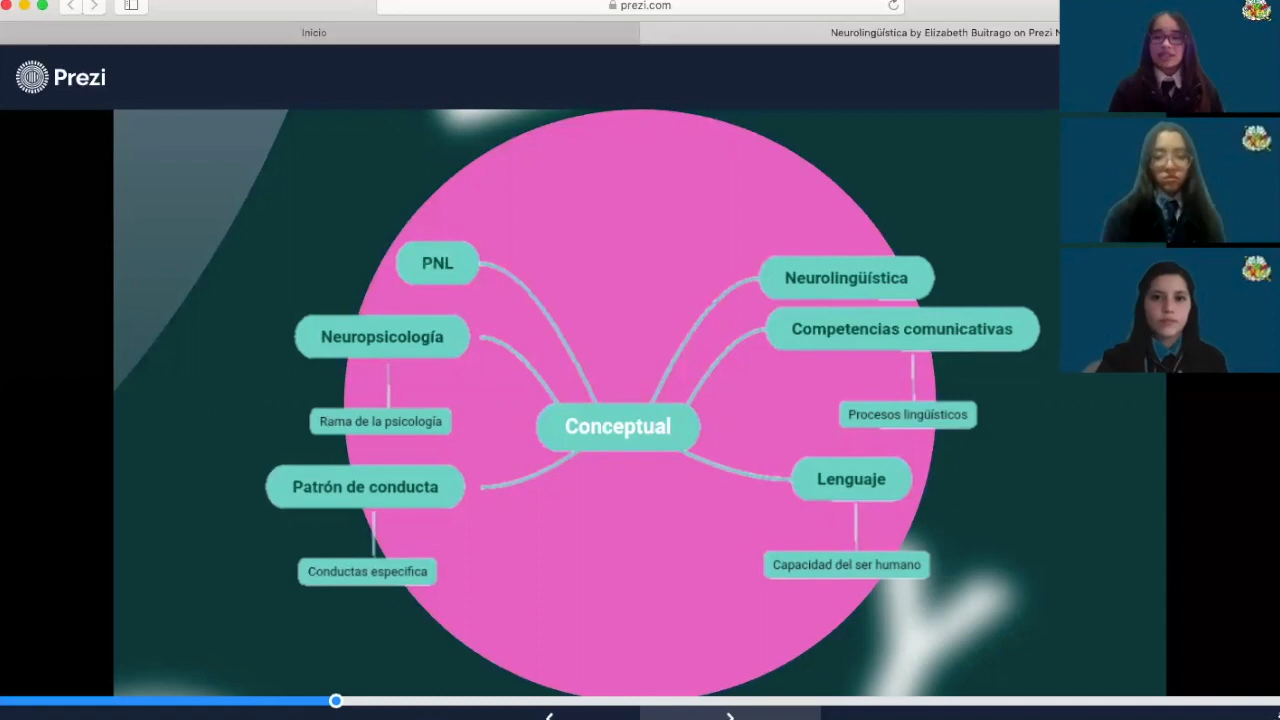 prezi.com
Inicio
Neurolingüística by Elizabeth Buitrago on Prezi N
Prezi
PNL
Neurolingüística
Neuropsicología
Competencias comunicativas
Rama de la psicología
Procesos lingüísticos
Conceptual
Patrón de conducta
Lenguaje
Conductas especifica
Capacidad del ser humano